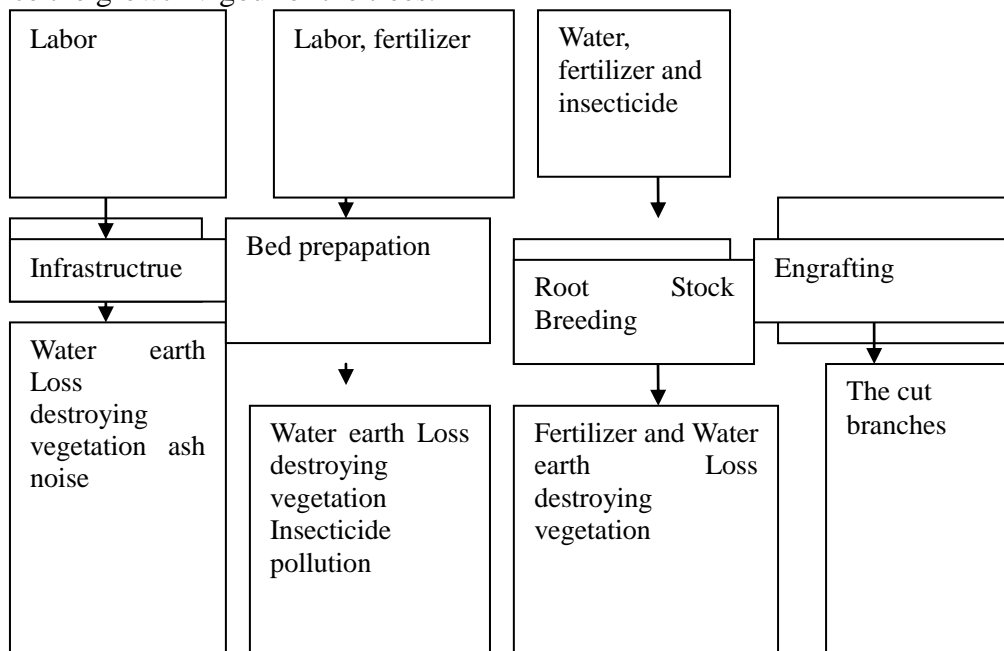 Labor
Labor, fertilizer
Water,
fertilizer and
insecticide
Infrastructrue
Bed prepapation
Root Stock
Breeding
Engrafting
Water earth
Loss
destroying
vegetation ash
noise
Water earth Loss
destroying
vegetation
Insecticide
pollution
Fertilizer and Water
earth Loss
destroying
vegetation
The cut
branches